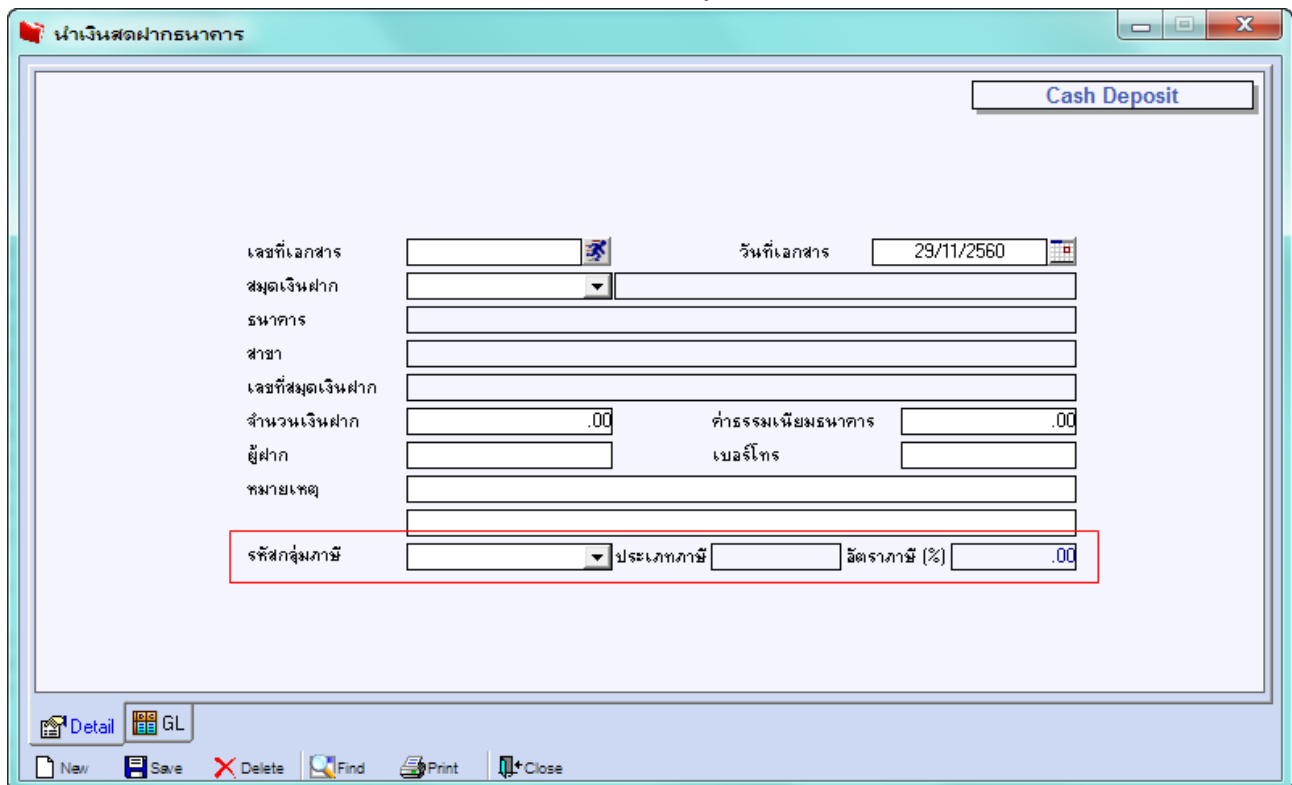 นำเงินสดฝากธนาคาร
Cash Deposit
เลขที่เอกสาร วันที่เอกสาร 29/11/2560
สมุดเงินฝาก
ธนาคาร
สาขา
เลขที่สมุดเงินฝาก
จำนวนเงินฝาก .00 ค่าธรรมเนียมธนาคาร .00
ผู้ฝาก เบอร์โทร
หมายเหตุ
รหัสกลุ่มภาษี ประเภทภาษี อัตราภาษี (%) .00
Detail GL
New Save Delete Find Print Close